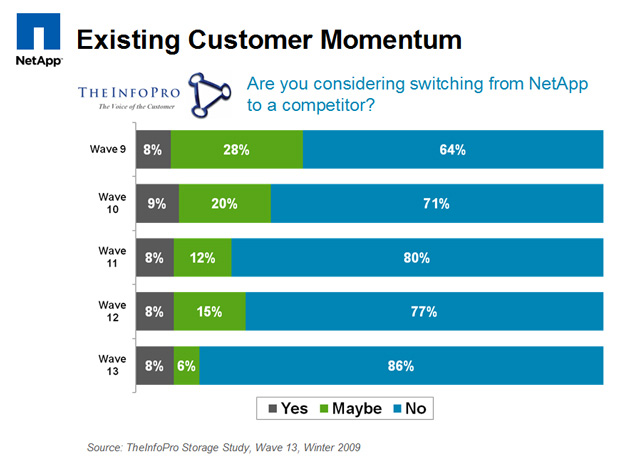 NetApp
Existing Customer Momentum
THEINFOPRO
The Voice of the Customer
Are you considering switching from NetApp
to a competitor?
Wave 9 8% 28% 64%
Wave
10 9% 20% 71%
Wave
11 8% 12% 80%
Wave
12 8% 15% 77%
Wave
13 8% 6% 86%
Yes Maybe No
Source: TheInfoPro Storage Study, Wave 13, Winter 2009